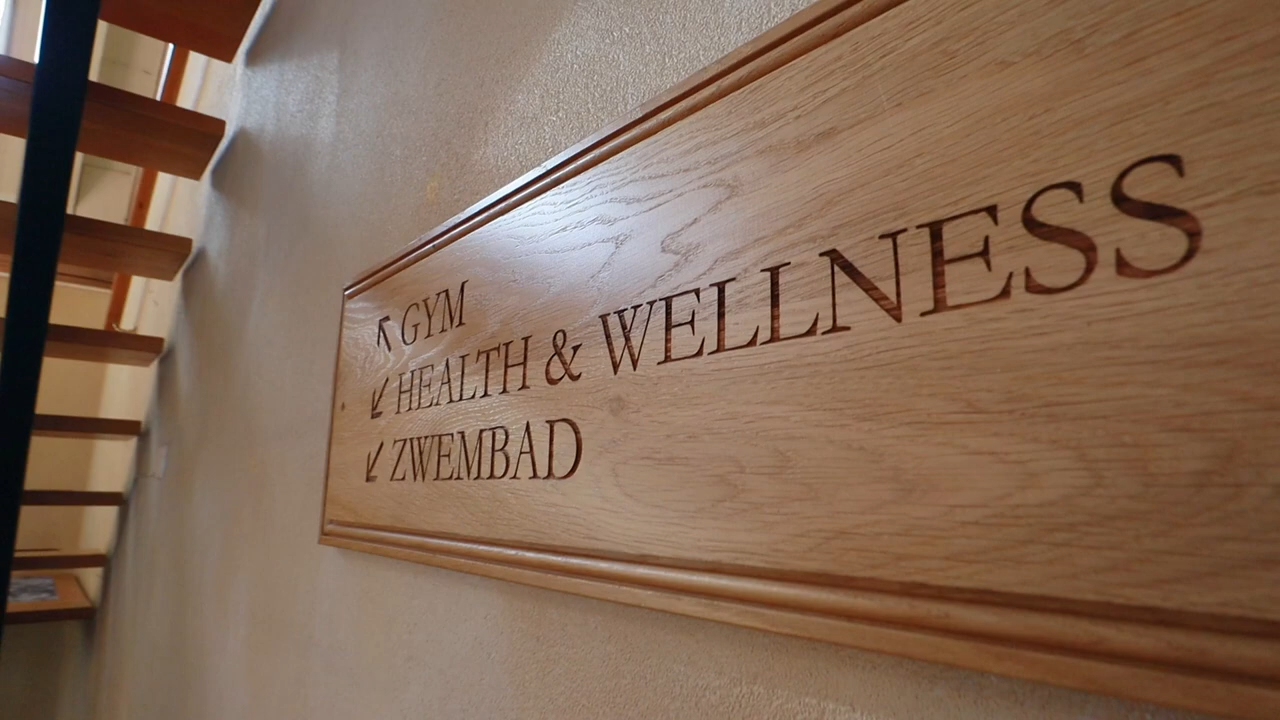 ↖ GYM
↙ HEALTH & WELLNESS
↙ ZWEMBAD